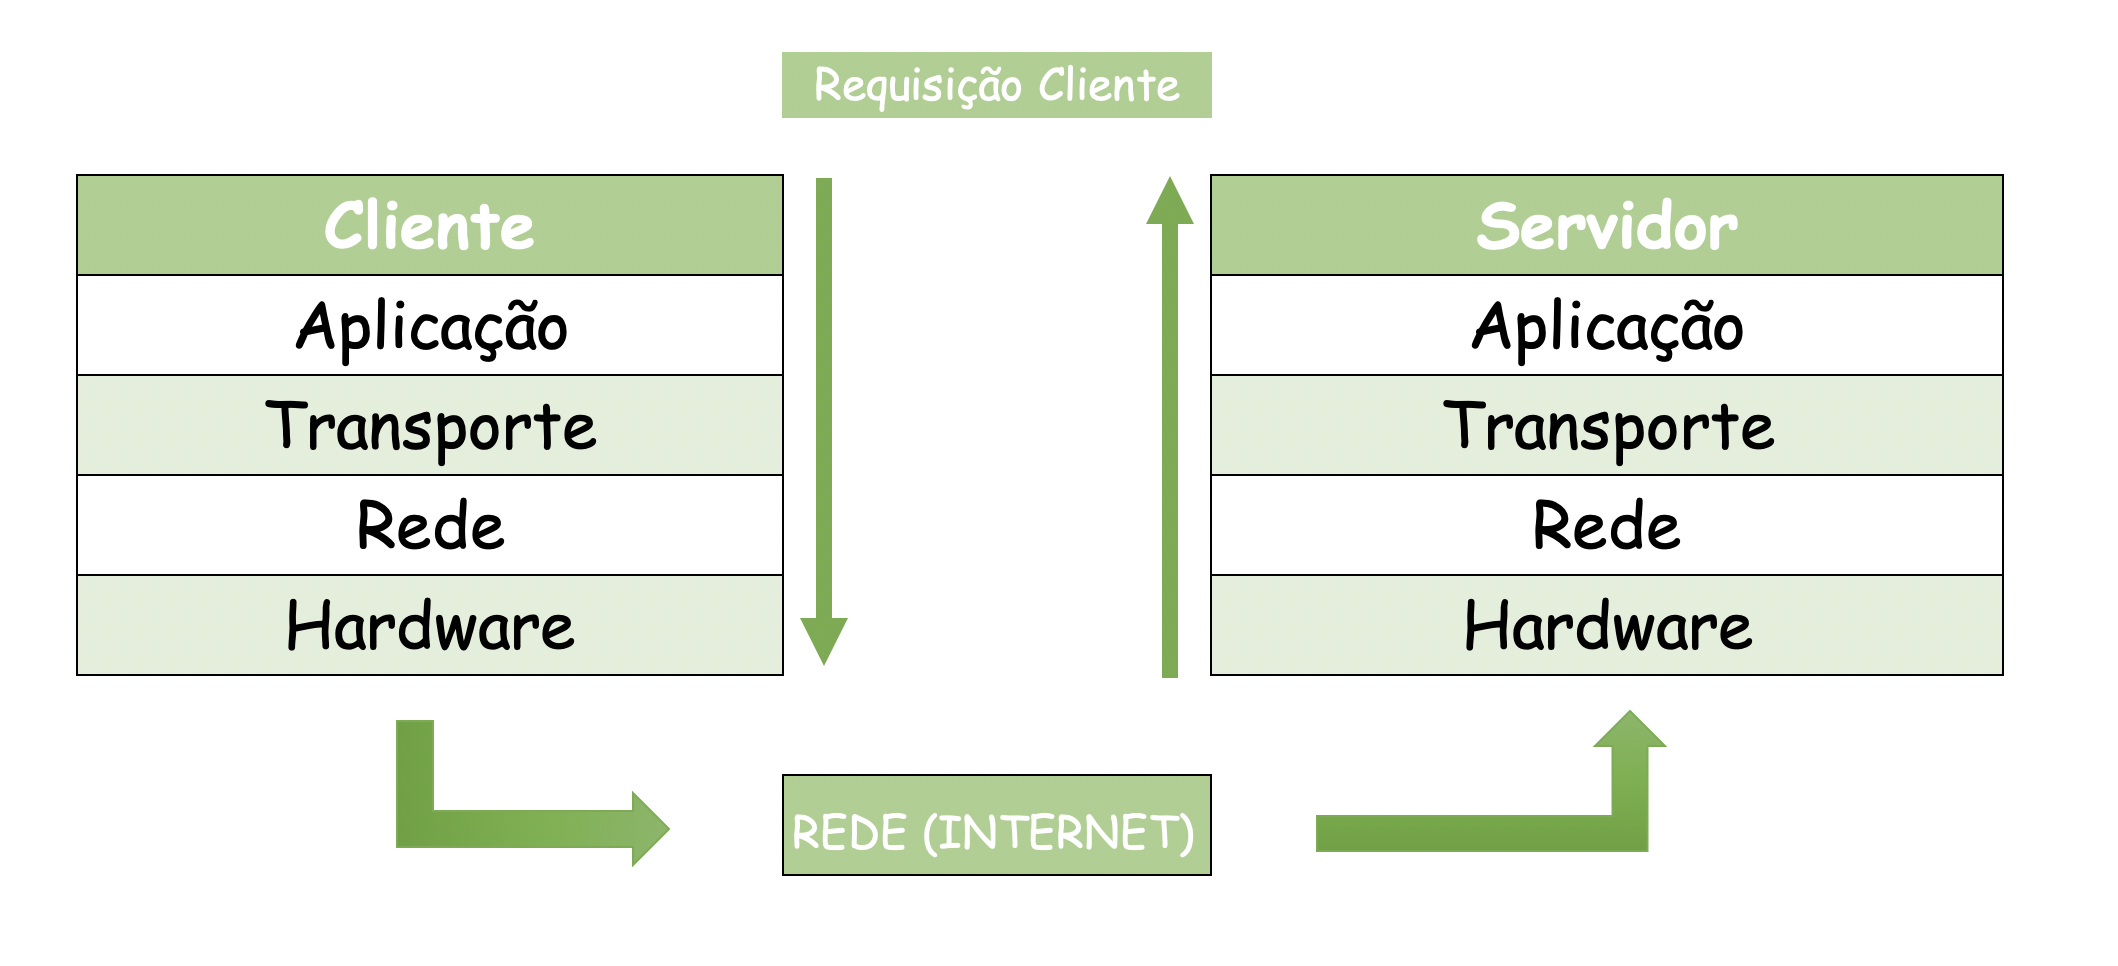 Requisição Cliente
Cliente
Aplicação
Transporte
Rede
Hardware
Servidor
Aplicação
Transporte
Rede
Hardware
REDE (INTERNET)